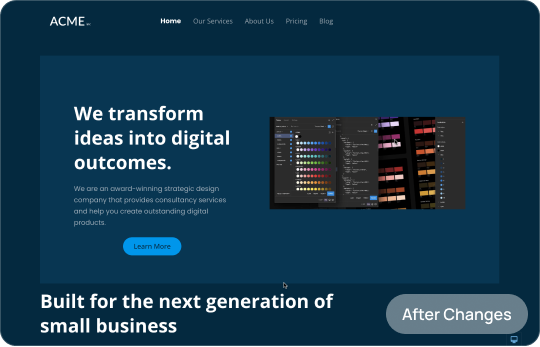 ACME
Home Our Services About Us Pricing Blog
We transform
ideas into digital
outcomes.
We are an award-winning strategic design
company that provides consultancy services
and help you create outstanding digital
products.
Learn More
Built for the next generation of
small business
After Changes